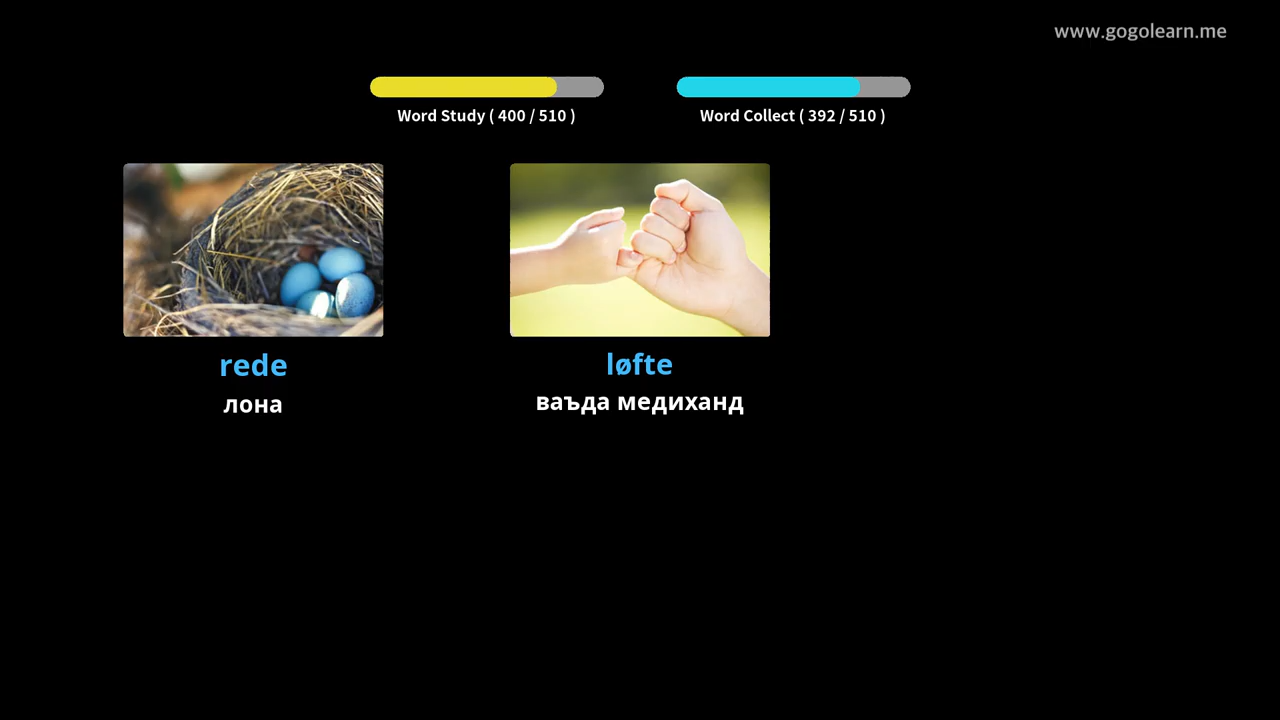 www.gogolearn.me
Word Study ( 400 / 510 )
Word Collect ( 392 / 510 )
rede
лона
løfte
ваъда медиханд